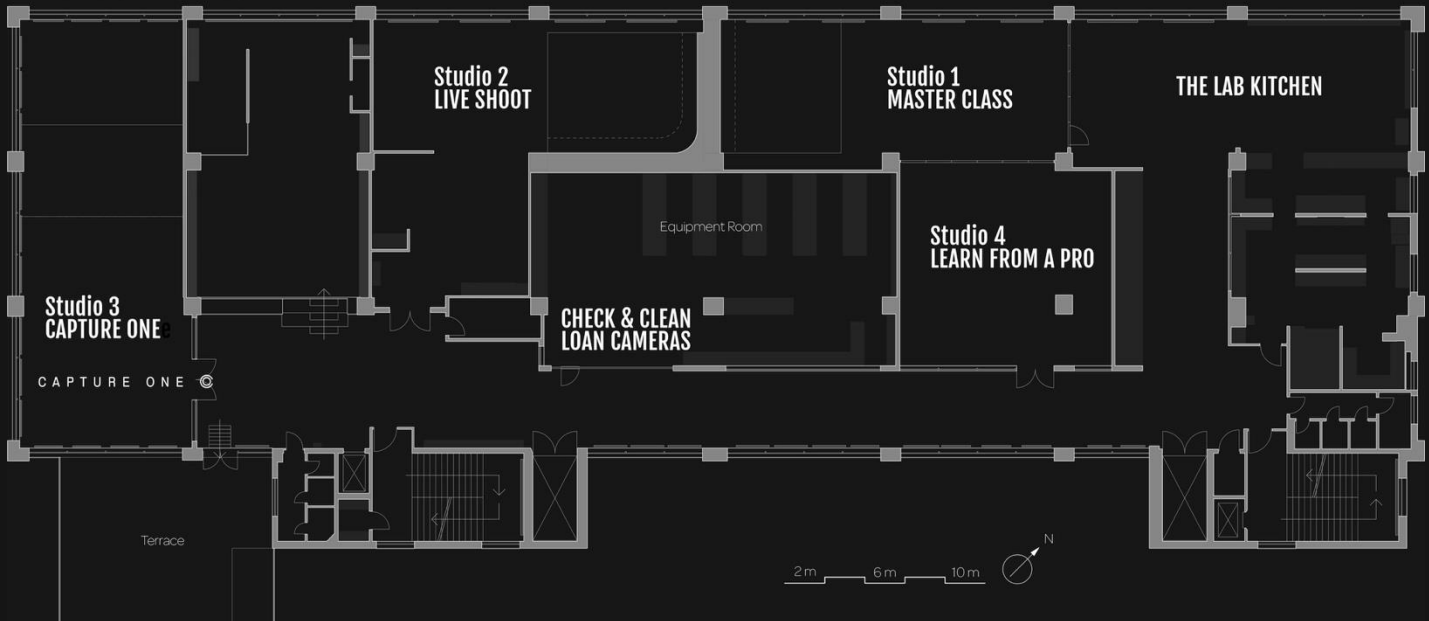 Studio 2
LIVE SHOOT
Studio 1
MASTER CLASS
THE LAB KITCHEN
Equipment Room
Studio 4
LEARN FROM A PRO
Studio 3
CAPTURE ONEe
CHECK & CLEAN
LOAN CAMERAS
CAPTURE ONE
Terrace
N
2 m 6 m 10 m